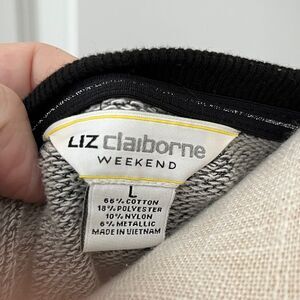 LIZ claiborne
WEEKEND
L
66% COTTON
18% POLYESTER
10% NYLON
6% METALLIC
MADE IN VIETNAM